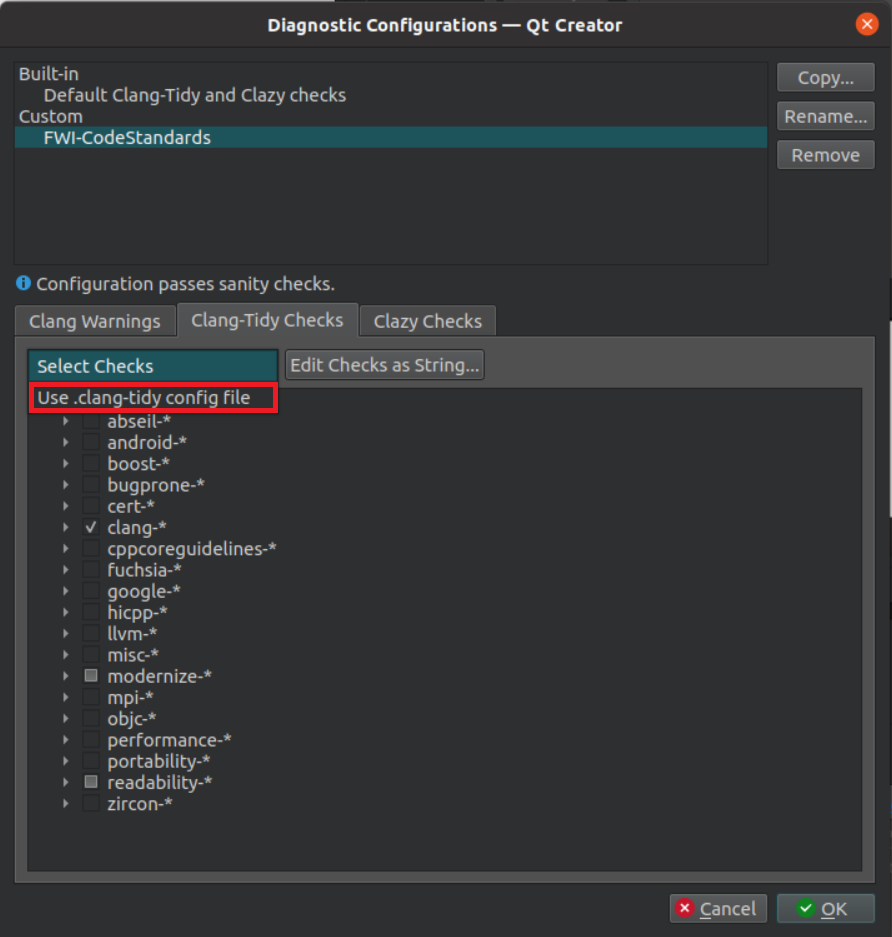 Diagnostic Configurations — Qt Creator
Built-in
Default Clang-Tidy and Clazy checks
Custom
FWI-CodeStandards
Copy...
Rename...
Remove
Configuration passes sanity checks.
Clang Warnings
Clang-Tidy Checks
Clazy Checks
Select Checks
Edit Checks as String...
Use .clang-tidy config file
abseil-*
android-*
boost-*
bugprone-*
cert-*
clang-*
cppcoreguidelines-*
fuchsia-*
google-*
hicpp-*
llvm-*
misc-*
modernize-*
mpi-*
objc-*
performance-*
portability-*
readability-*
zircon-*
Cancel
OK